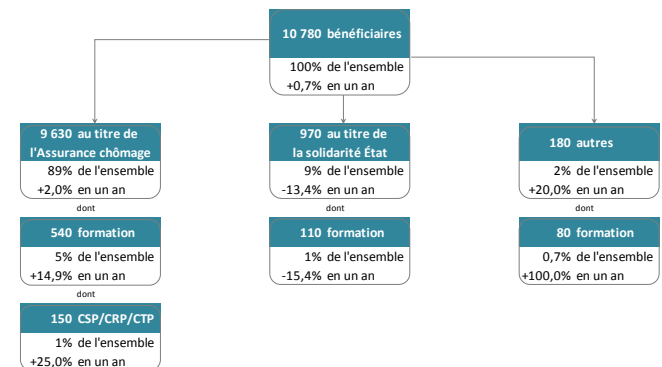 10 780 bénéficiaires
100% de l'ensemble
+0,7% en un an
9 630 au titre de
l'Assurance chômage
89% de l'ensemble
+2,0% en un an
dont
540 formation
5% de l'ensemble
+14,9% en un an
dont
150 CSP/CRP/CTP
1% de l'ensemble
+25,0% en un an
970 au titre de
la solidarité État
9% de l'ensemble
-13,4% en un an
dont
110 formation
1% de l'ensemble
-15,4% en un an
180 autres
2% de l'ensemble
+20,0% en un an
dont
80 formation
0,7% de l'ensemble
+100,0% en un an